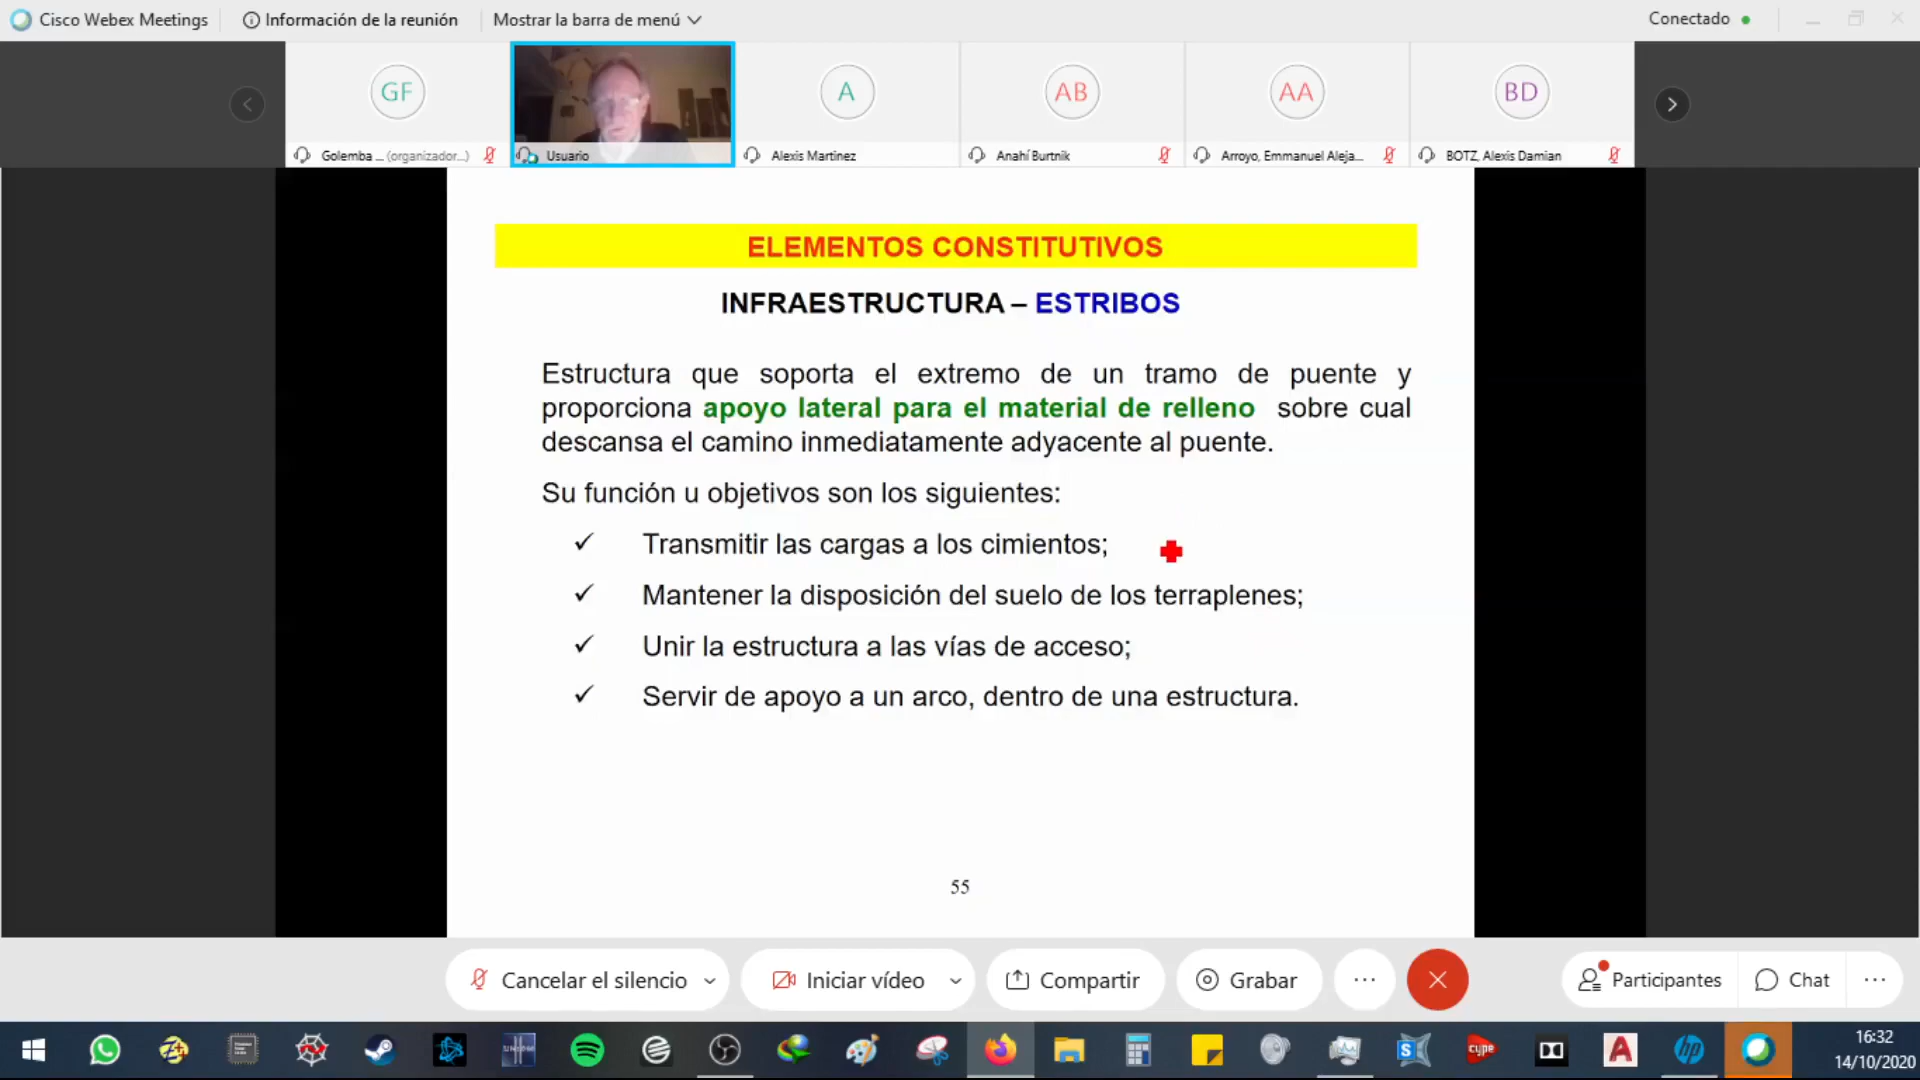 Cisco Webex Meetings
Información de la reunión
Mostrar la barra de menú
Conectado
GF
A
AB
AA
BD
Golemba ... (organizador...)
Usuario
Alexis Martinez
Anahí Burtnik
Arroyo, Emmanuel Aleja...
BOTZ, Alexis Damian
ELEMENTOS CONSTITUTIVOS
INFRAESTRUCTURA – ESTRIBOS
Estructura que soporta el extremo de un tramo de puente y
proporciona apoyo lateral para el material de relleno sobre cual
descansa el camino inmediatamente adyacente al puente.
Su función u objetivos son los siguientes:
✓ Transmitir las cargas a los cimientos;
✓ Mantener la disposición del suelo de los terraplenes;
✓ Unir la estructura a las vías de acceso;
✓ Servir de apoyo a un arco, dentro de una estructura.
55
Cancelar el silencio
Iniciar vídeo
Compartir
Grabar
Participantes
Chat
cype
hp
16:32
14/10/2020